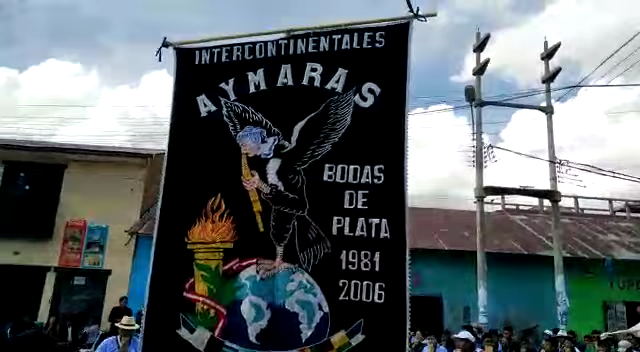 INTERCONTINENTALES
AYMARAS
BODAS
DE
PLATA
1981
2006